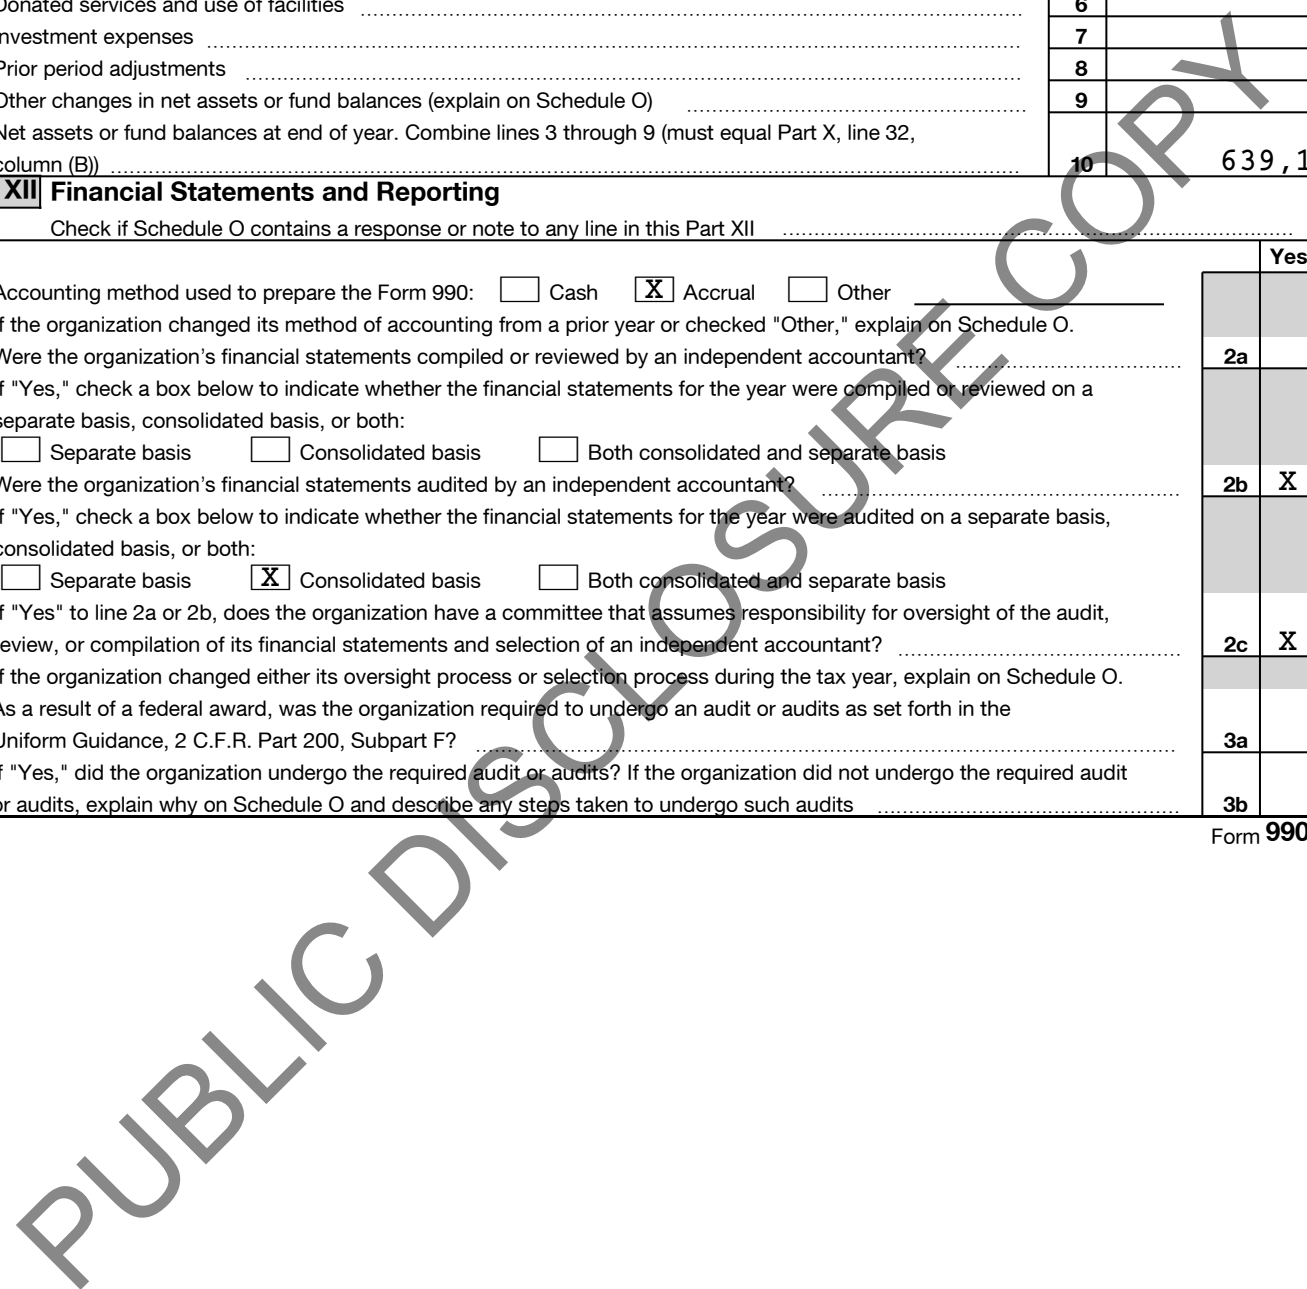 Donated services and use of facilities 6
nvestment expenses 7
Prior period adjustments 8
Other changes in net assets or fund balances (explain on Schedule O) 9
Net assets or fund balances at end of year. Combine lines 3 through 9 (must equal Part X, line 32,
column (B)) 10 639,1
XII Financial Statements and Reporting
Check if Schedule O contains a response or note to any line in this Part XII
Yes
Accounting method used to prepare the Form 990: Cash X Accrual Other
f the organization changed its method of accounting from a prior year or checked "Other," explain on Schedule O.
Were the organization's financial statements compiled or reviewed by an independent accountant? 2a
f "Yes," check a box below to indicate whether the financial statements for the year were compiled or reviewed on a
separate basis, consolidated basis, or both:
Separate basis Consolidated basis Both consolidated and separate basis
Were the organization's financial statements audited by an independent accountant? 2b X
f "Yes," check a box below to indicate whether the financial statements for the year were audited on a separate basis,
consolidated basis, or both:
Separate basis X Consolidated basis Both consolidated and separate basis
f "Yes" to line 2a or 2b, does the organization have a committee that assumes responsibility for oversight of the audit,
review, or compilation of its financial statements and selection of an independent accountant? 2c X
f the organization changed either its oversight process or selection process during the tax year, explain on Schedule O.
As a result of a federal award, was the organization required to undergo an audit or audits as set forth in the
Uniform Guidance, 2 C.F.R. Part 200, Subpart F? 3a
f "Yes," did the organization undergo the required audit or audits? If the organization did not undergo the required audit
or audits, explain why on Schedule O and describe any steps taken to undergo such audits 3b
Form 990
PUBLIC DISCLOSURE COPY